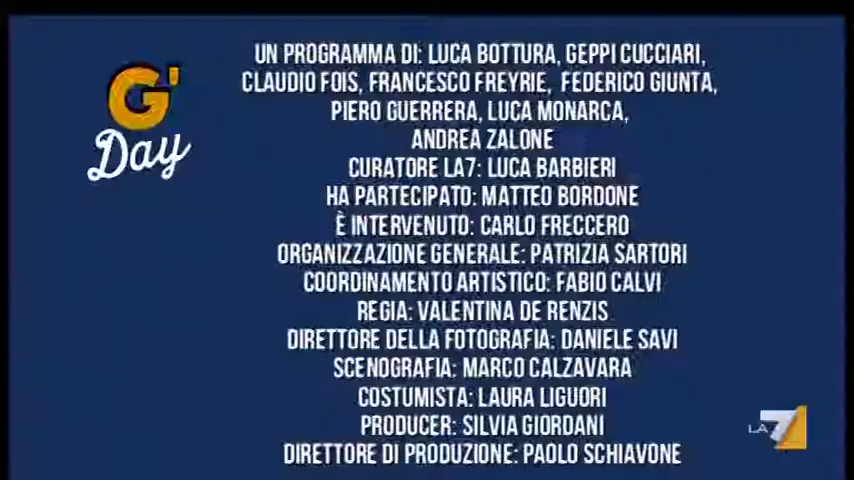 G'
Day
UN PROGRAMMA DI: LUCA BOTTURA, GEPPI CUCCIARI,
CLAUDIO FOIS, FRANCESCO FREYRIE, FEDERICO GIUNTA,
PIERO GUERRERA, LUCA MONARCA,
ANDREA ZALONE
CURATORE LA7: LUCA BARBIERI
HA PARTECIPATO: MATTEO BORDONE
È INTERVENUTO: CARLO FRECCERO
ORGANIZZAZIONE GENERALE: PATRIZIA SARTORI
COORDINAMENTO ARTISTICO: FABIO CALVI
REGIA: VALENTINA DE RENZIS
DIRETTORE DELLA FOTOGRAFIA: DANIELE SAVI
SCENOGRAFIA: MARCO CALZAVARA
COSTUMISTA: LAURA LIGUORI
PRODUCER: SILVIA GIORDANI
DIRETTORE DI PRODUZIONE: PAOLO SCHIAVONE
LA7